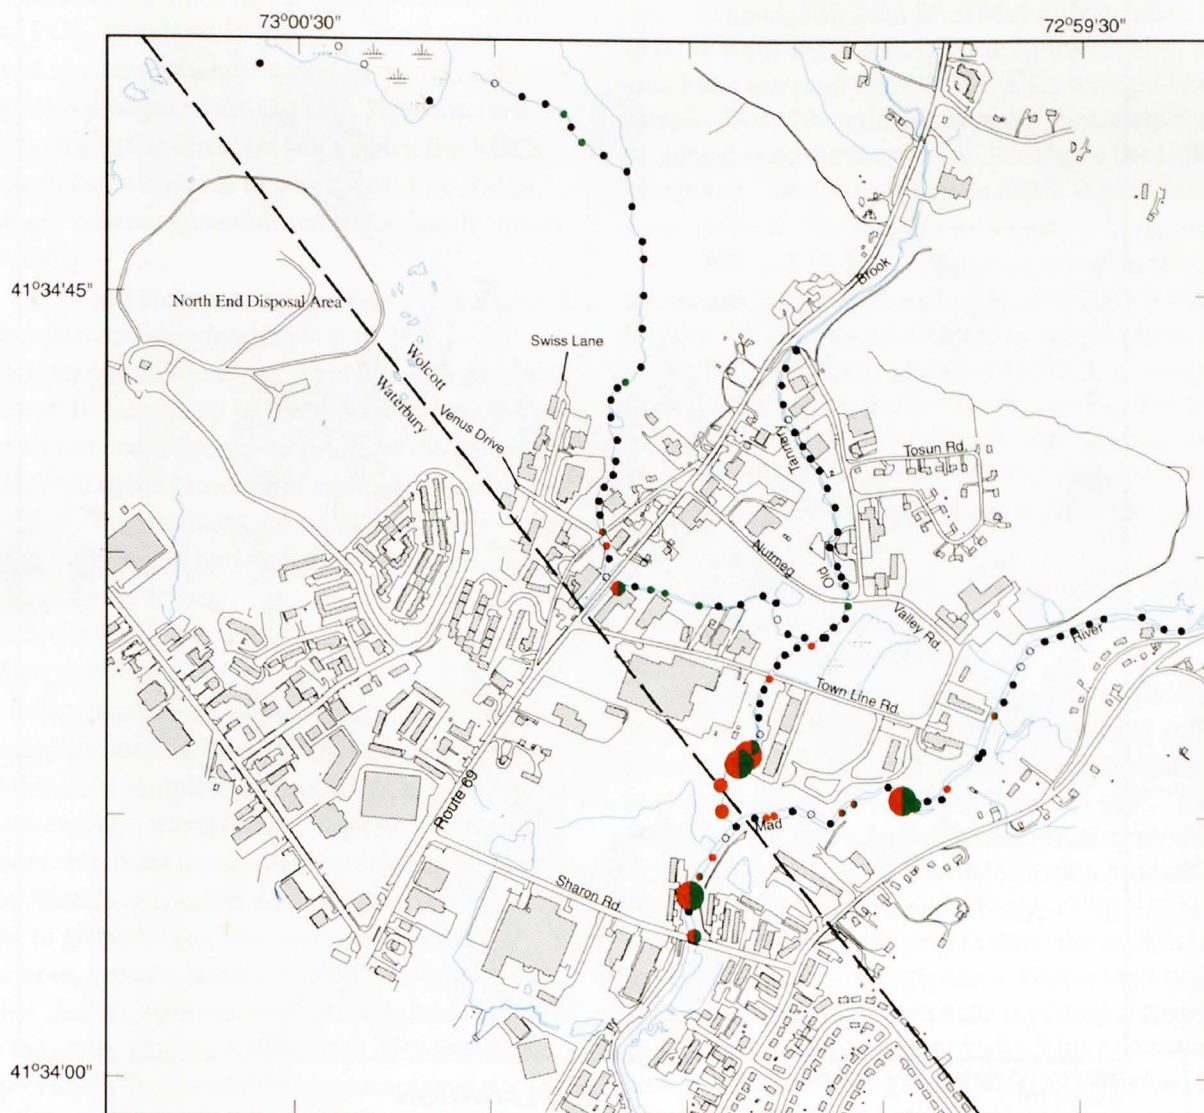 73°00'30"
72°59'30"
41°34'45"
North End Disposal Area
Wolcott
Waterbury
Swiss Lane
Venus Drive
Brook
Tannery
Tosun Rd.
Nutmeg
Old
Valley Rd.
River
Town Line Rd.
Route 69
Mad
Sharon Rd.
41°34'00"